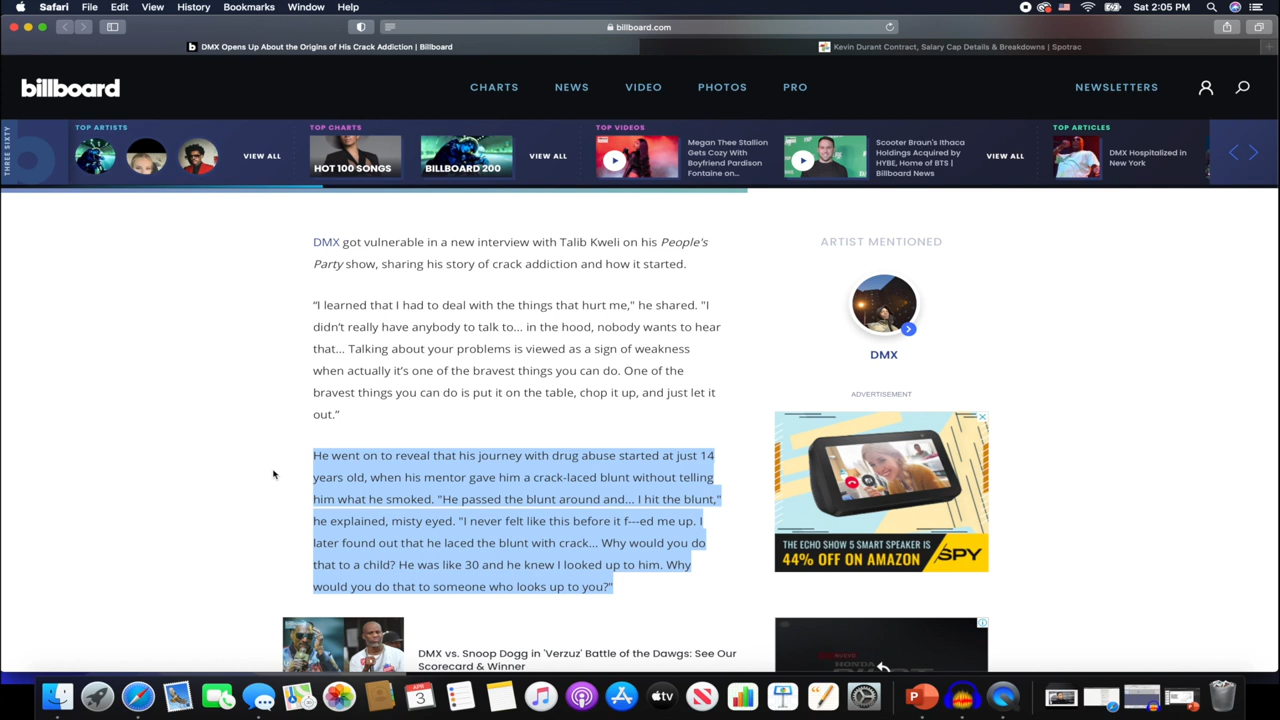 Safari File Edit View History Bookmarks Window Help
Sat 2:05 PM
billboard.com
DMX Opens Up About the Origins of His Crack Addiction | Billboard
Kevin Durant Contract, Salary Cap Details & Breakdowns | Spotrac
billboard
CHARTS NEWS VIDEO PHOTOS PRO
NEWSLETTERS
THREE SIXTY
TOP ARTISTS
VIEW ALL
TOP CHARTS
HOT 100 SONGS
BILLBOARD 200
VIEW ALL
TOP VIDEOS
Megan Thee Stallion
Gets Cozy With
Boyfriend Pardison
Fontaine on...
Scooter Braun's Ithaca
Holdings Acquired by
HYBE, Home of BTS |
Billboard News
VIEW ALL
TOP ARTICLES
DMX Hospitalized in
New York
DMX got vulnerable in a new interview with Talib Kweli on his People's
Party show, sharing his story of crack addiction and how it started.
“I learned that I had to deal with the things that hurt me,” he shared. "I
didn’t really have anybody to talk to... in the hood, nobody wants to hear
that... Talking about your problems is viewed as a sign of weakness
when actually it’s one of the bravest things you can do. One of the
bravest things you can do is put it on the table, chop it up, and just let it
out.”
He went on to reveal that his journey with drug abuse started at just 14
years old, when his mentor gave him a crack-laced blunt without telling
him what he smoked. "He passed the blunt around and... I hit the blunt,"
he explained, misty eyed. "I never felt like this before it f---ed me up. I
later found out that he laced the blunt with crack... Why would you do
that to a child? He was like 30 and he knew I looked up to him. Why
would you do that to someone who looks up to you?"
ARTIST MENTIONED
DMX
ADVERTISEMENT
THE ECHO SHOW 5 SMART SPEAKER IS
44% OFF ON AMAZON
SPY
DMX vs. Snoop Dogg in 'Verzuz' Battle of the Dawgs: See Our
Scorecard & Winner
NUEVO
HONDA
APR
3
tv